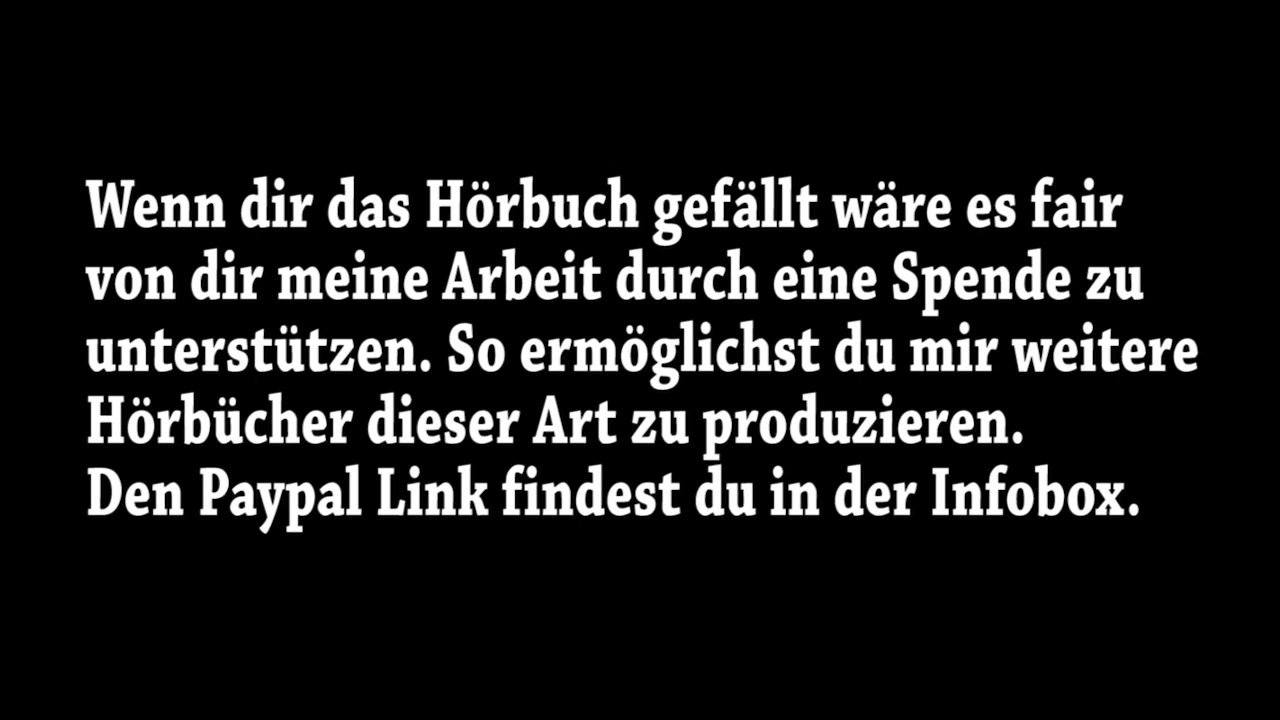 Wenn dir das Hörbuch gefällt wäre es fair
von dir meine Arbeit durch eine Spende zu
unterstützen. So ermöglichst du mir weitere
Hörbücher dieser Art zu produzieren.
Den Paypal Link findest du in der Infobox.